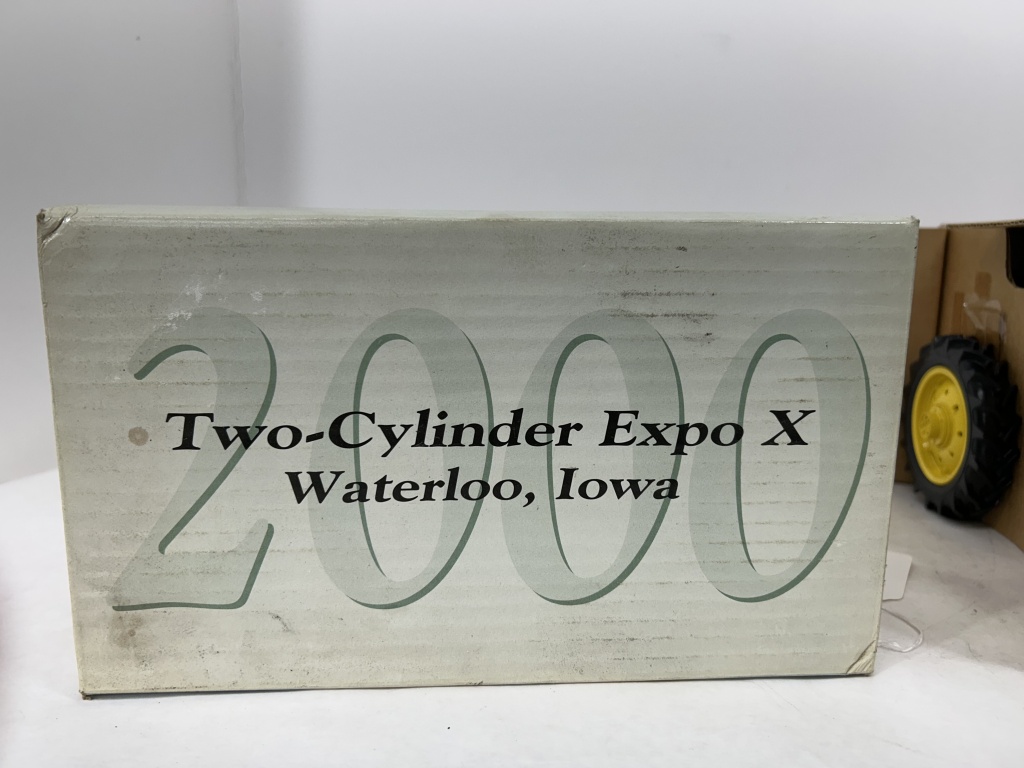 2000
Two-Cylinder Expo X
Waterloo, Iowa